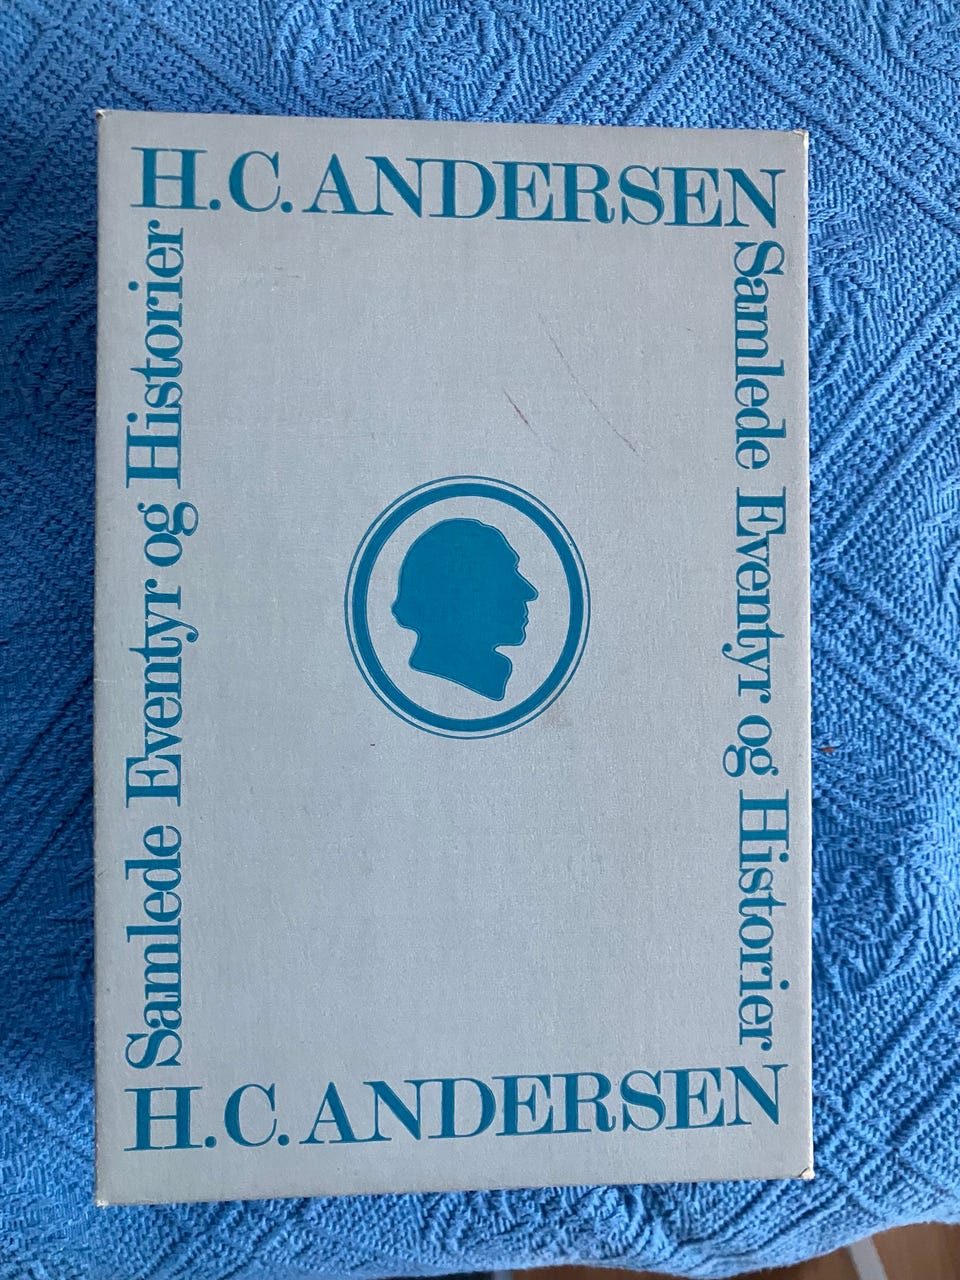 H.C. ANDERSEN
Samlede Eventyr og Historier
Samlede Eventyr og Historier
H.C. ANDERSEN